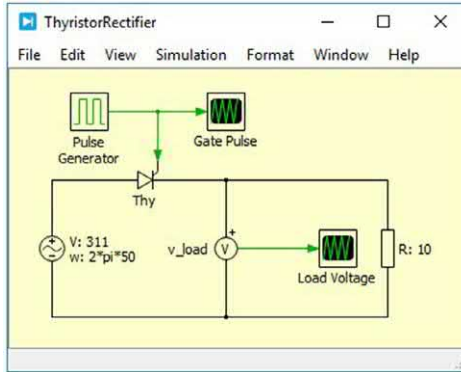 ThyristorRectifier
File Edit View Simulation Format Window Help
Pulse
Generator
Gate Pulse
Thy
V: 311
w: 2*pi*50
v_load
V
+
Load Voltage
R: 10